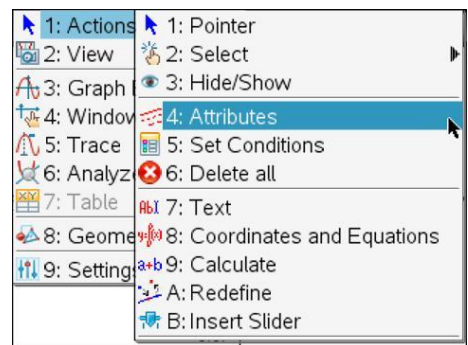 1: Actions
2: View
3: Graph
4: Window
5: Trace
6: Analyz
7: Table
8: Geome
9: Setting
1: Pointer
2: Select
3: Hide/Show
4: Attributes
5: Set Conditions
6: Delete all
7: Text
8: Coordinates and Equations
a+b 9: Calculate
A: Redefine
B: Insert Slider